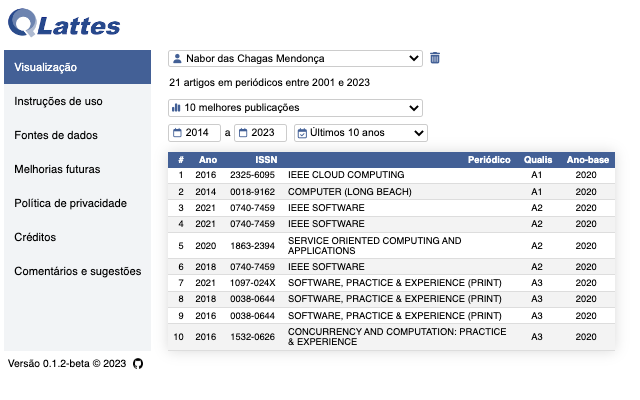 QLattes
Visualização
Instruções de uso
Fontes de dados
Melhorias futuras
Política de privacidade
Créditos
Comentários e sugestões
Versão 0.1.2-beta © 2023
Nabor das Chagas Mendonça
21 artigos em periódicos entre 2001 e 2023
10 melhores publicações
2014 a 2023 Últimos 10 anos
# Ano ISSN Periódico Qualis Ano-base
1 2016 2325-6095 IEEE CLOUD COMPUTING A1 2020
2 2014 0018-9162 COMPUTER (LONG BEACH) A1 2020
3 2021 0740-7459 IEEE SOFTWARE A2 2020
4 2021 0740-7459 IEEE SOFTWARE A2 2020
5 2020 1863-2394 SERVICE ORIENTED COMPUTING AND
APPLICATIONS A2 2020
6 2018 0740-7459 IEEE SOFTWARE A2 2020
7 2021 1097-024X SOFTWARE, PRACTICE & EXPERIENCE (PRINT) A3 2020
8 2018 0038-0644 SOFTWARE, PRACTICE & EXPERIENCE (PRINT) A3 2020
9 2016 0038-0644 SOFTWARE, PRACTICE & EXPERIENCE (PRINT) A3 2020
10 2016 1532-0626 CONCURRENCY AND COMPUTATION: PRACTICE
& EXPERIENCE A3 2020